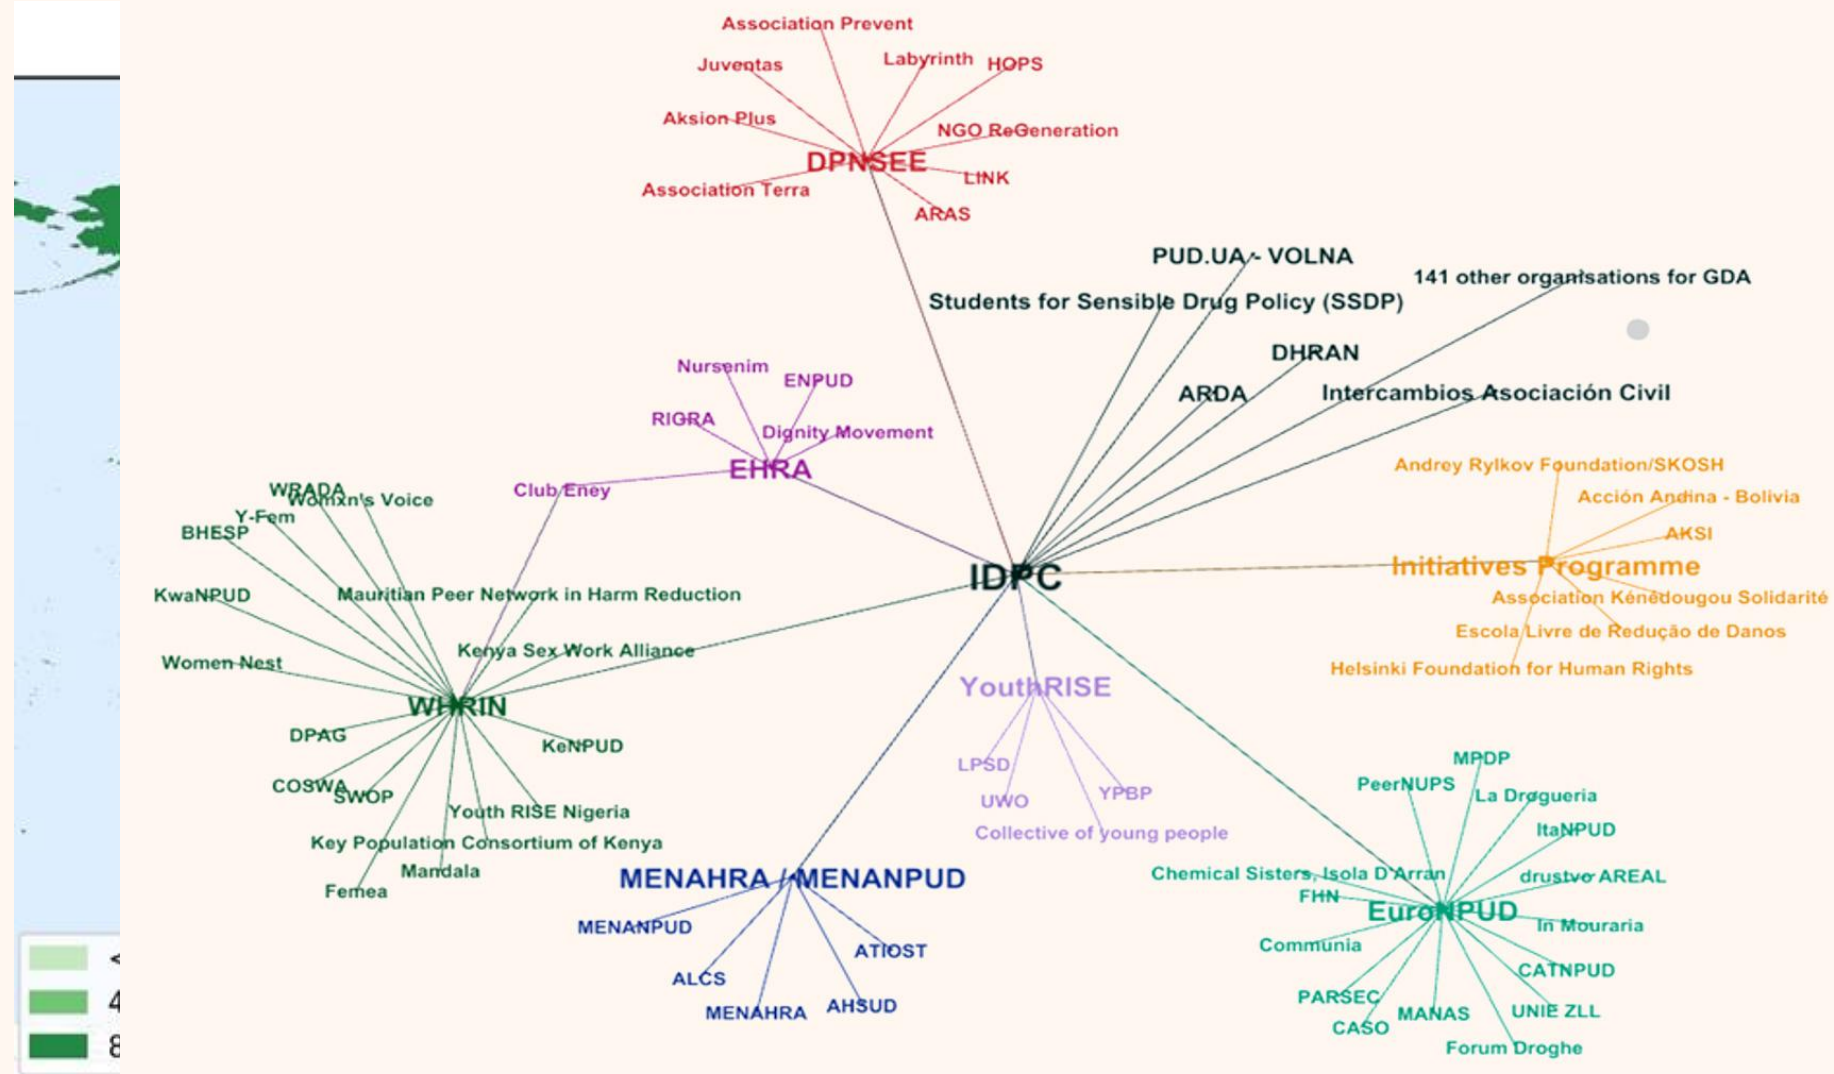 Association Prevent
Juventas
Labyrinth
HOPS
Aksion Plus
NGO ReGeneration
DPNSEE
LINK
Association Terra
ARAS
PUD.UA - VOLNA
141 other organisations for GDA
Students for Sensible Drug Policy (SSDP)
DHRAN
ARDA
Intercambios Asociación Civil
Nursenim
ENPUD
RIGRA
Dignity Movement
EHRA
Club Eney
WRADA
Womxn's Voice
Y-Fem
BHESP
KwaNPUD
Mauritian Peer Network in Harm Reduction
Kenya Sex Work Alliance
Women Nest
WHRIN
DPAG
KeNPUD
COSWA
SWOP
Youth RISE Nigeria
Key Population Consortium of Kenya
Mandala
Femea
IDPC
Andrey Rylkov Foundation/SKOSH
Acción Andina - Bolivia
AKSI
Initiatives Programme
Association Kénédougou Solidarité
Escola Livre de Redução de Danos
Helsinki Foundation for Human Rights
YouthRISE
LPSD
YPBP
UWO
Collective of young people
MENAHRA / MENANPUD
MENANPUD
ATIOST
ALCS
AHSUD
MENAHRA
MPDP
PeerNUPS
La Drogueria
ItaNPUD
Chemical Sisters, Isola D'Arran
drustvo AREAL
FHN
EuroNPUD
In Mouraria
Communia
CATNPUD
PARSEC
MANAS
UNIE ZLL
CASO
Forum Droghe
<
4
8